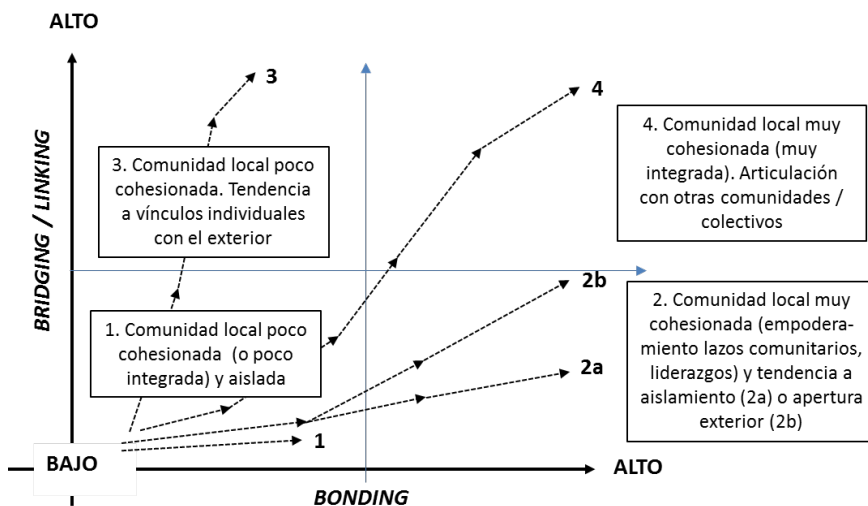 ALTO
3
4
3. Comunidad local poco
cohesionada. Tendencia
a vínculos individuales
con el exterior
4. Comunidad local muy
cohesionada (muy
integrada). Articulación
con otras comunidades /
colectivos
BRIDGING / LINKING
2b
1. Comunidad local poco
cohesionada (o poco
integrada) y aislada
2. Comunidad local muy
cohesionada (empodera-
miento lazos comunitarios,
liderazgos) y tendencia a
aislamiento (2a) o apertura
exterior (2b)
2a
1
BAJO
ALTO
BONDING